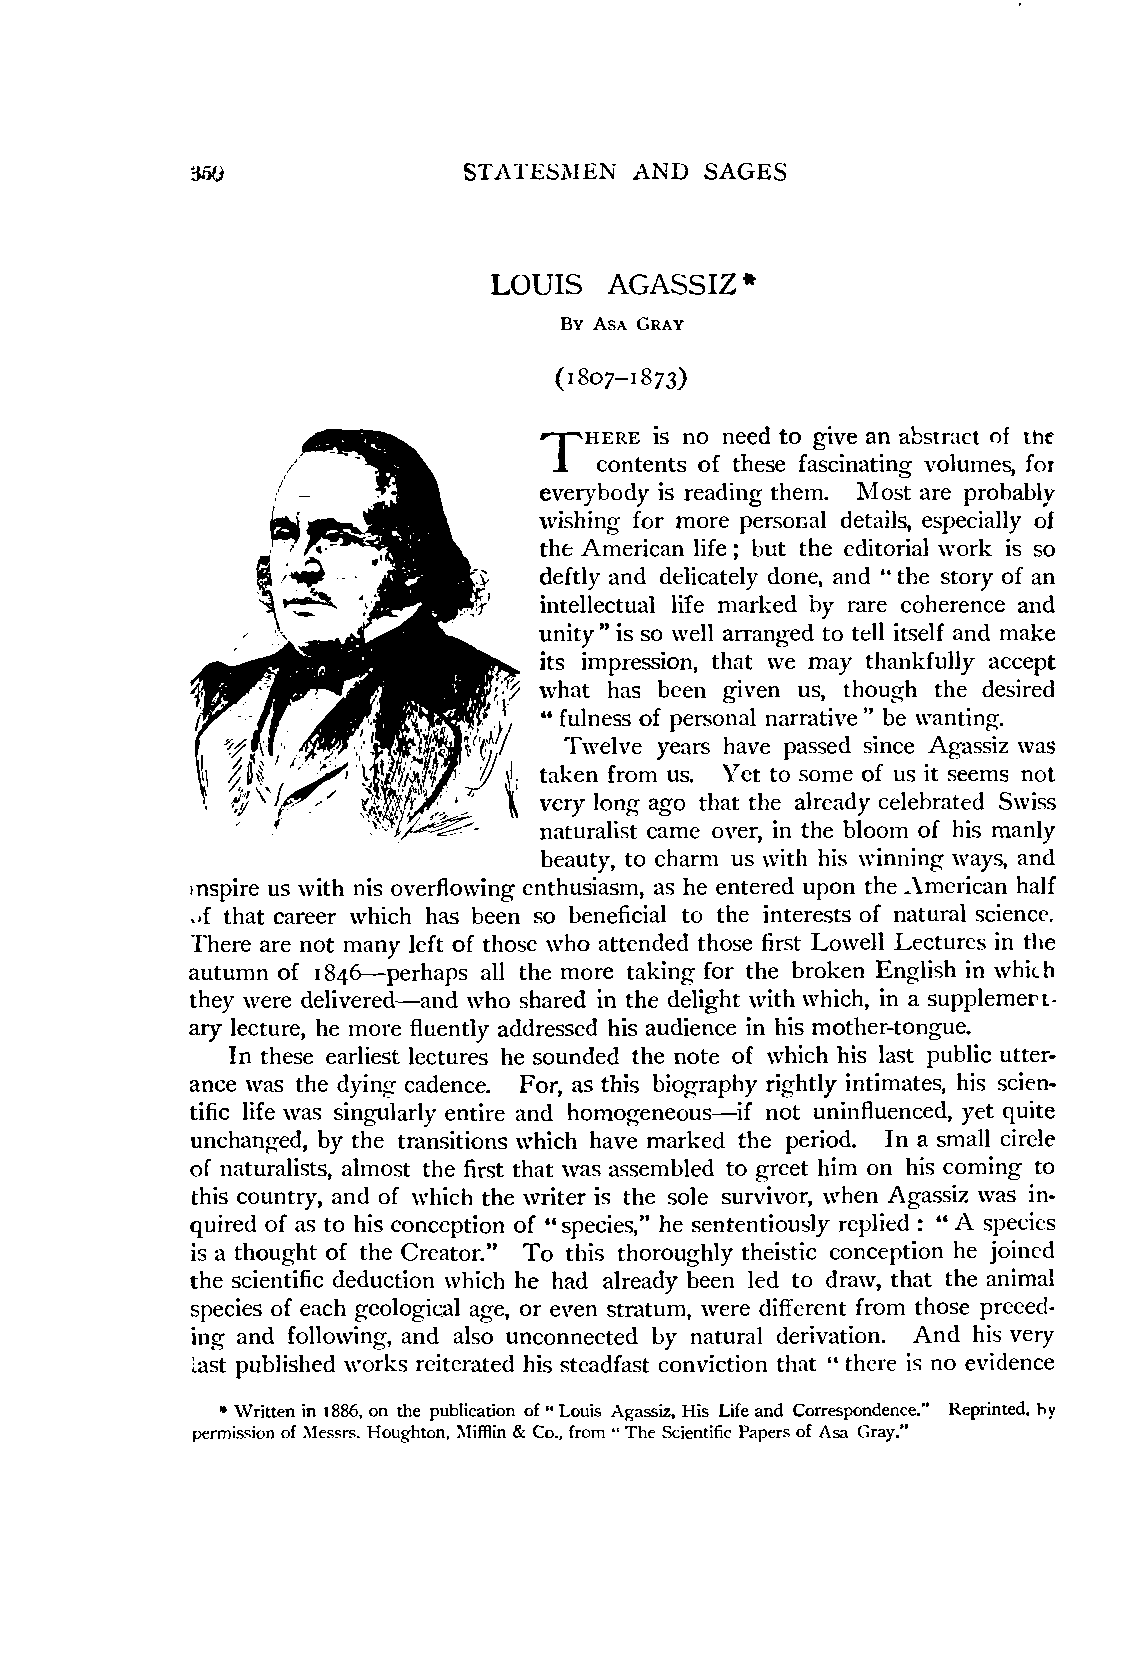 350 STATESMEN AND SAGES
LOUIS AGASSIZ*
BY ASA GRAY
(1807–1873)
THERE is no need to give an abstract of the
contents of these fascinating volumes, for
everybody is reading them. Most are probably
wishing for more personal details, especially of
the American life; but the editorial work is so
deftly and delicately done, and "the story of an
intellectual life marked by rare coherence and
unity" is so well arranged to tell itself and make
its impression, that we may thankfully accept
what has been given us, though the desired
"fulness of personal narrative" be wanting.
Twelve years have passed since Agassiz was
taken from us. Yet to some of us it seems not
very long ago that the already celebrated Swiss
naturalist came over, in the bloom of his manly
beauty, to charm us with his winning ways, and
inspire us with his overflowing enthusiasm, as he entered upon the American half
of that career which has been so beneficial to the interests of natural science.
There are not many left of those who attended those first Lowell Lectures in the
autumn of 1846—perhaps all the more taking for the broken English in which
they were delivered—and who shared in the delight with which, in a supplement-
ary lecture, he more fluently addressed his audience in his mother-tongue.
In these earliest lectures he sounded the note of which his last public utter-
ance was the dying cadence. For, as this biography rightly intimates, his scien-
tific life was singularly entire and homogeneous—if not uninfluenced, yet quite
unchanged, by the transitions which have marked the period. In a small circle
of naturalists, almost the first that was assembled to greet him on his coming to
this country, and of which the writer is the sole survivor, when Agassiz was in-
quired of as to his conception of "species," he sententiously replied: "A species
is a thought of the Creator." To this thoroughly theistic conception he joined
the scientific deduction which he had already been led to draw, that the animal
species of each geological age, or even stratum, were different from those preced-
ing and following, and also unconnected by natural derivation. And his very
last published works reiterated his steadfast conviction that "there is no evidence
* Written in 1886, on the publication of "Louis Agassiz, His Life and Correspondence." Reprinted, by
permission of Messrs. Houghton, Mifflin & Co., from "The Scientific Papers of Asa Gray."